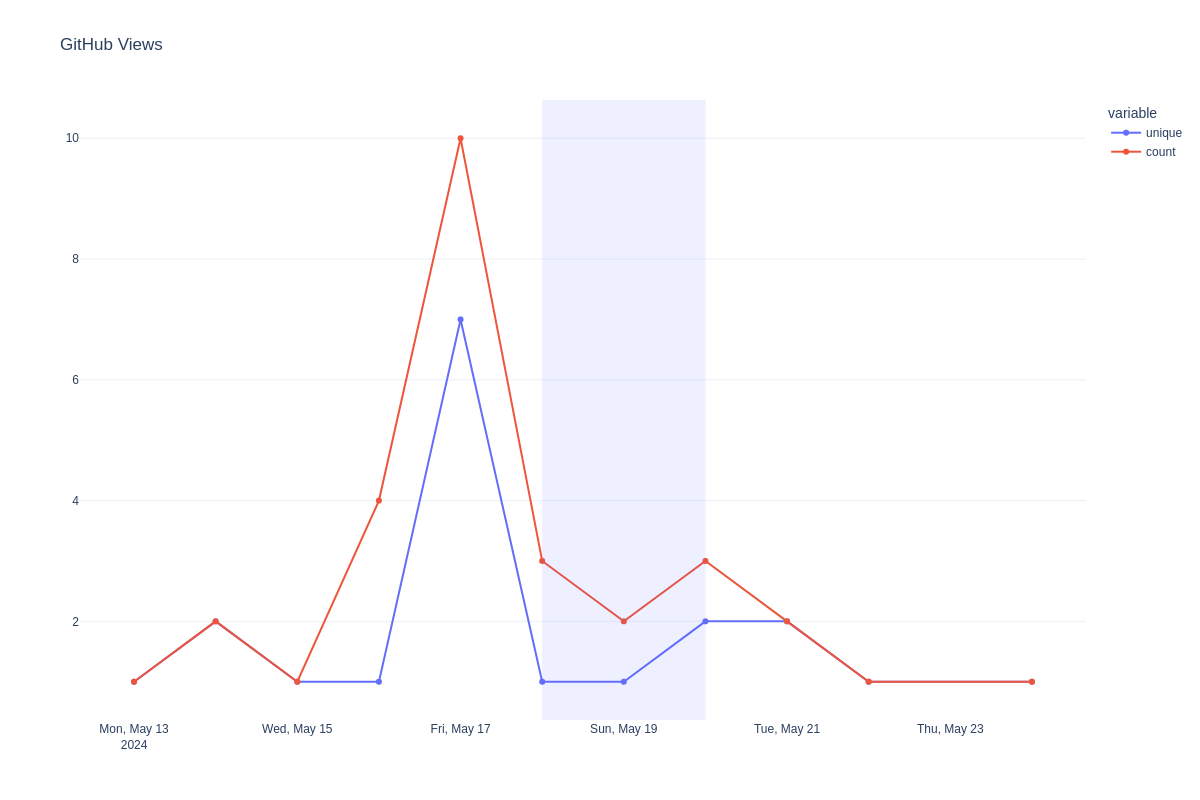 GitHub Views
variable
unique
count
10
8
6
4
2
Mon, May 13
2024
Wed, May 15
Fri, May 17
Sun, May 19
Tue, May 21
Thu, May 23